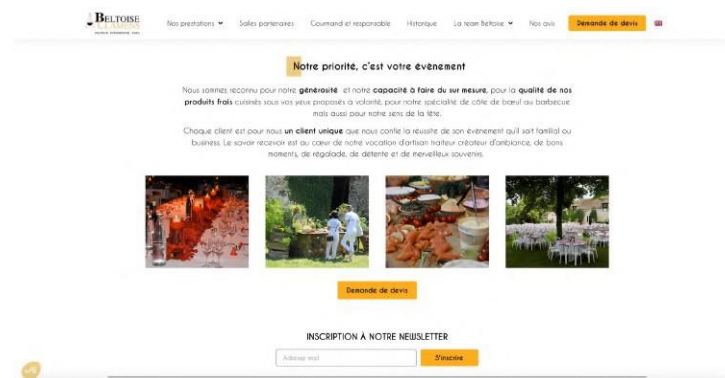 BELTOISE
CLAMENS
Nos prestations
Salles partenaires
Gourmand et responsable
Historique
La team Beltoise
Nos avis
Demande de devis
Notre priorité, c'est votre évènement
Nous sommes reconnu pour notre générosité et notre capacité à faire du sur mesure, pour la qualité de nos
produits frais cuisinés sous vos yeux proposés à volonté, pour notre spécialité de côte de bœuf au barbecue
mais aussi pour notre sens de la fête.
Chaque client est pour nous un client unique que nous confie la réussite de son évènement qu'il soit familial ou
business. Le savoir recevoir est au cœur de notre vocation d'artisan traiteur créateur d'ambiance, de bons
moments, de régalade, de détente et de merveilleux souvenirs.
Demande de devis
INSCRIPTION À NOTRE NEWSLETTER
Adresse mail
S'inscrire